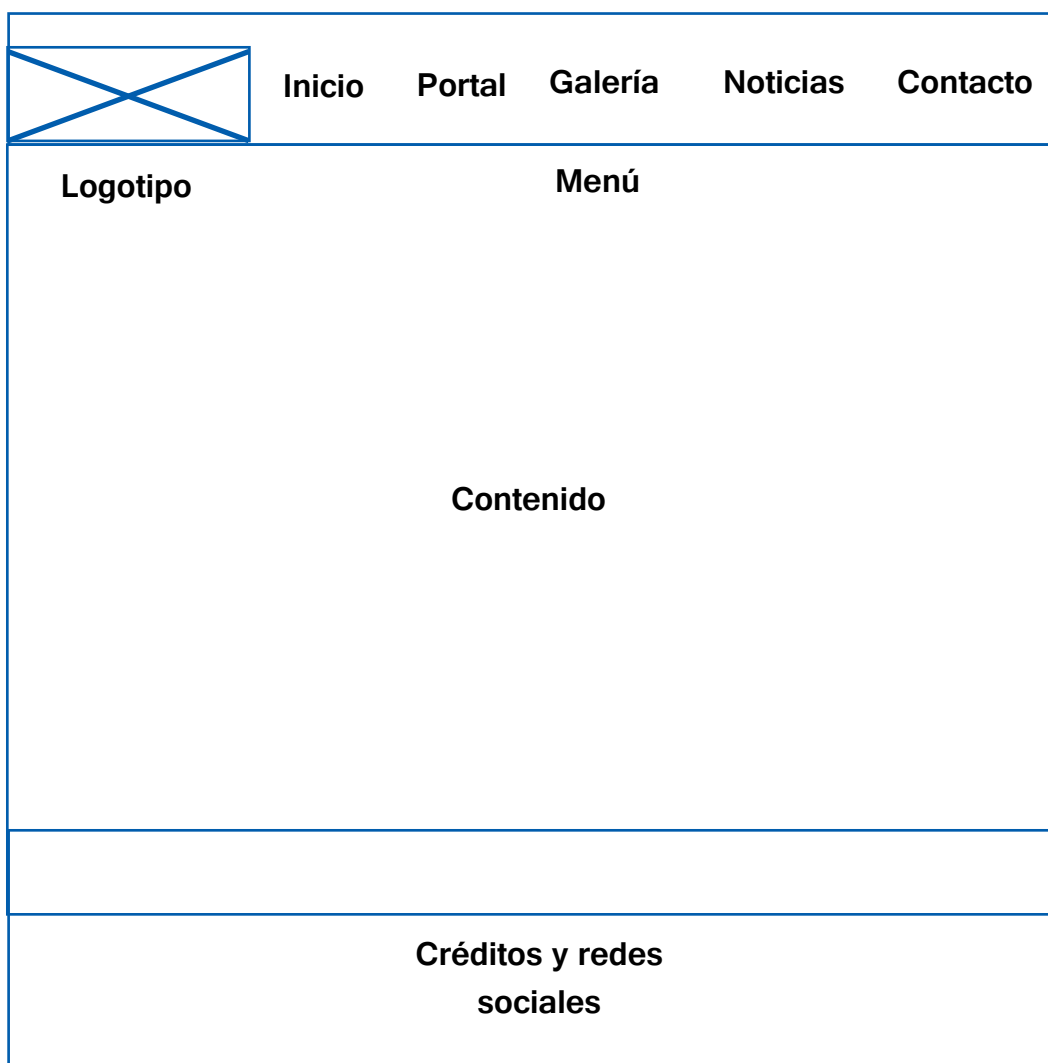 Inicio Portal Galería Noticias Contacto
Logotipo Menú
Contenido
Créditos y redes
sociales